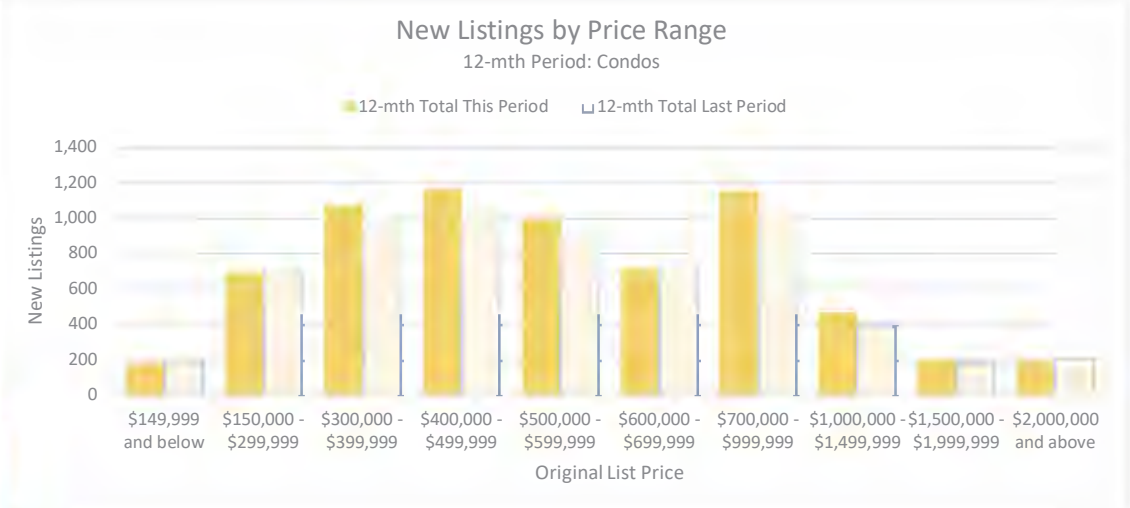 New Listings by Price Range
12-mth Period: Condos
12-mth Total This Period 12-mth Total Last Period
1,400
1,200
1,000
800
600
400
200
0
New Listings
$149,999 and below
$150,000 - $299,999
$300,000 - $399,999
$400,000 - $499,999
$500,000 - $599,999
$600,000 - $699,999
$700,000 - $999,999
$1,000,000 - $1,499,999
$1,500,000 - $1,999,999
$2,000,000 and above
Original List Price